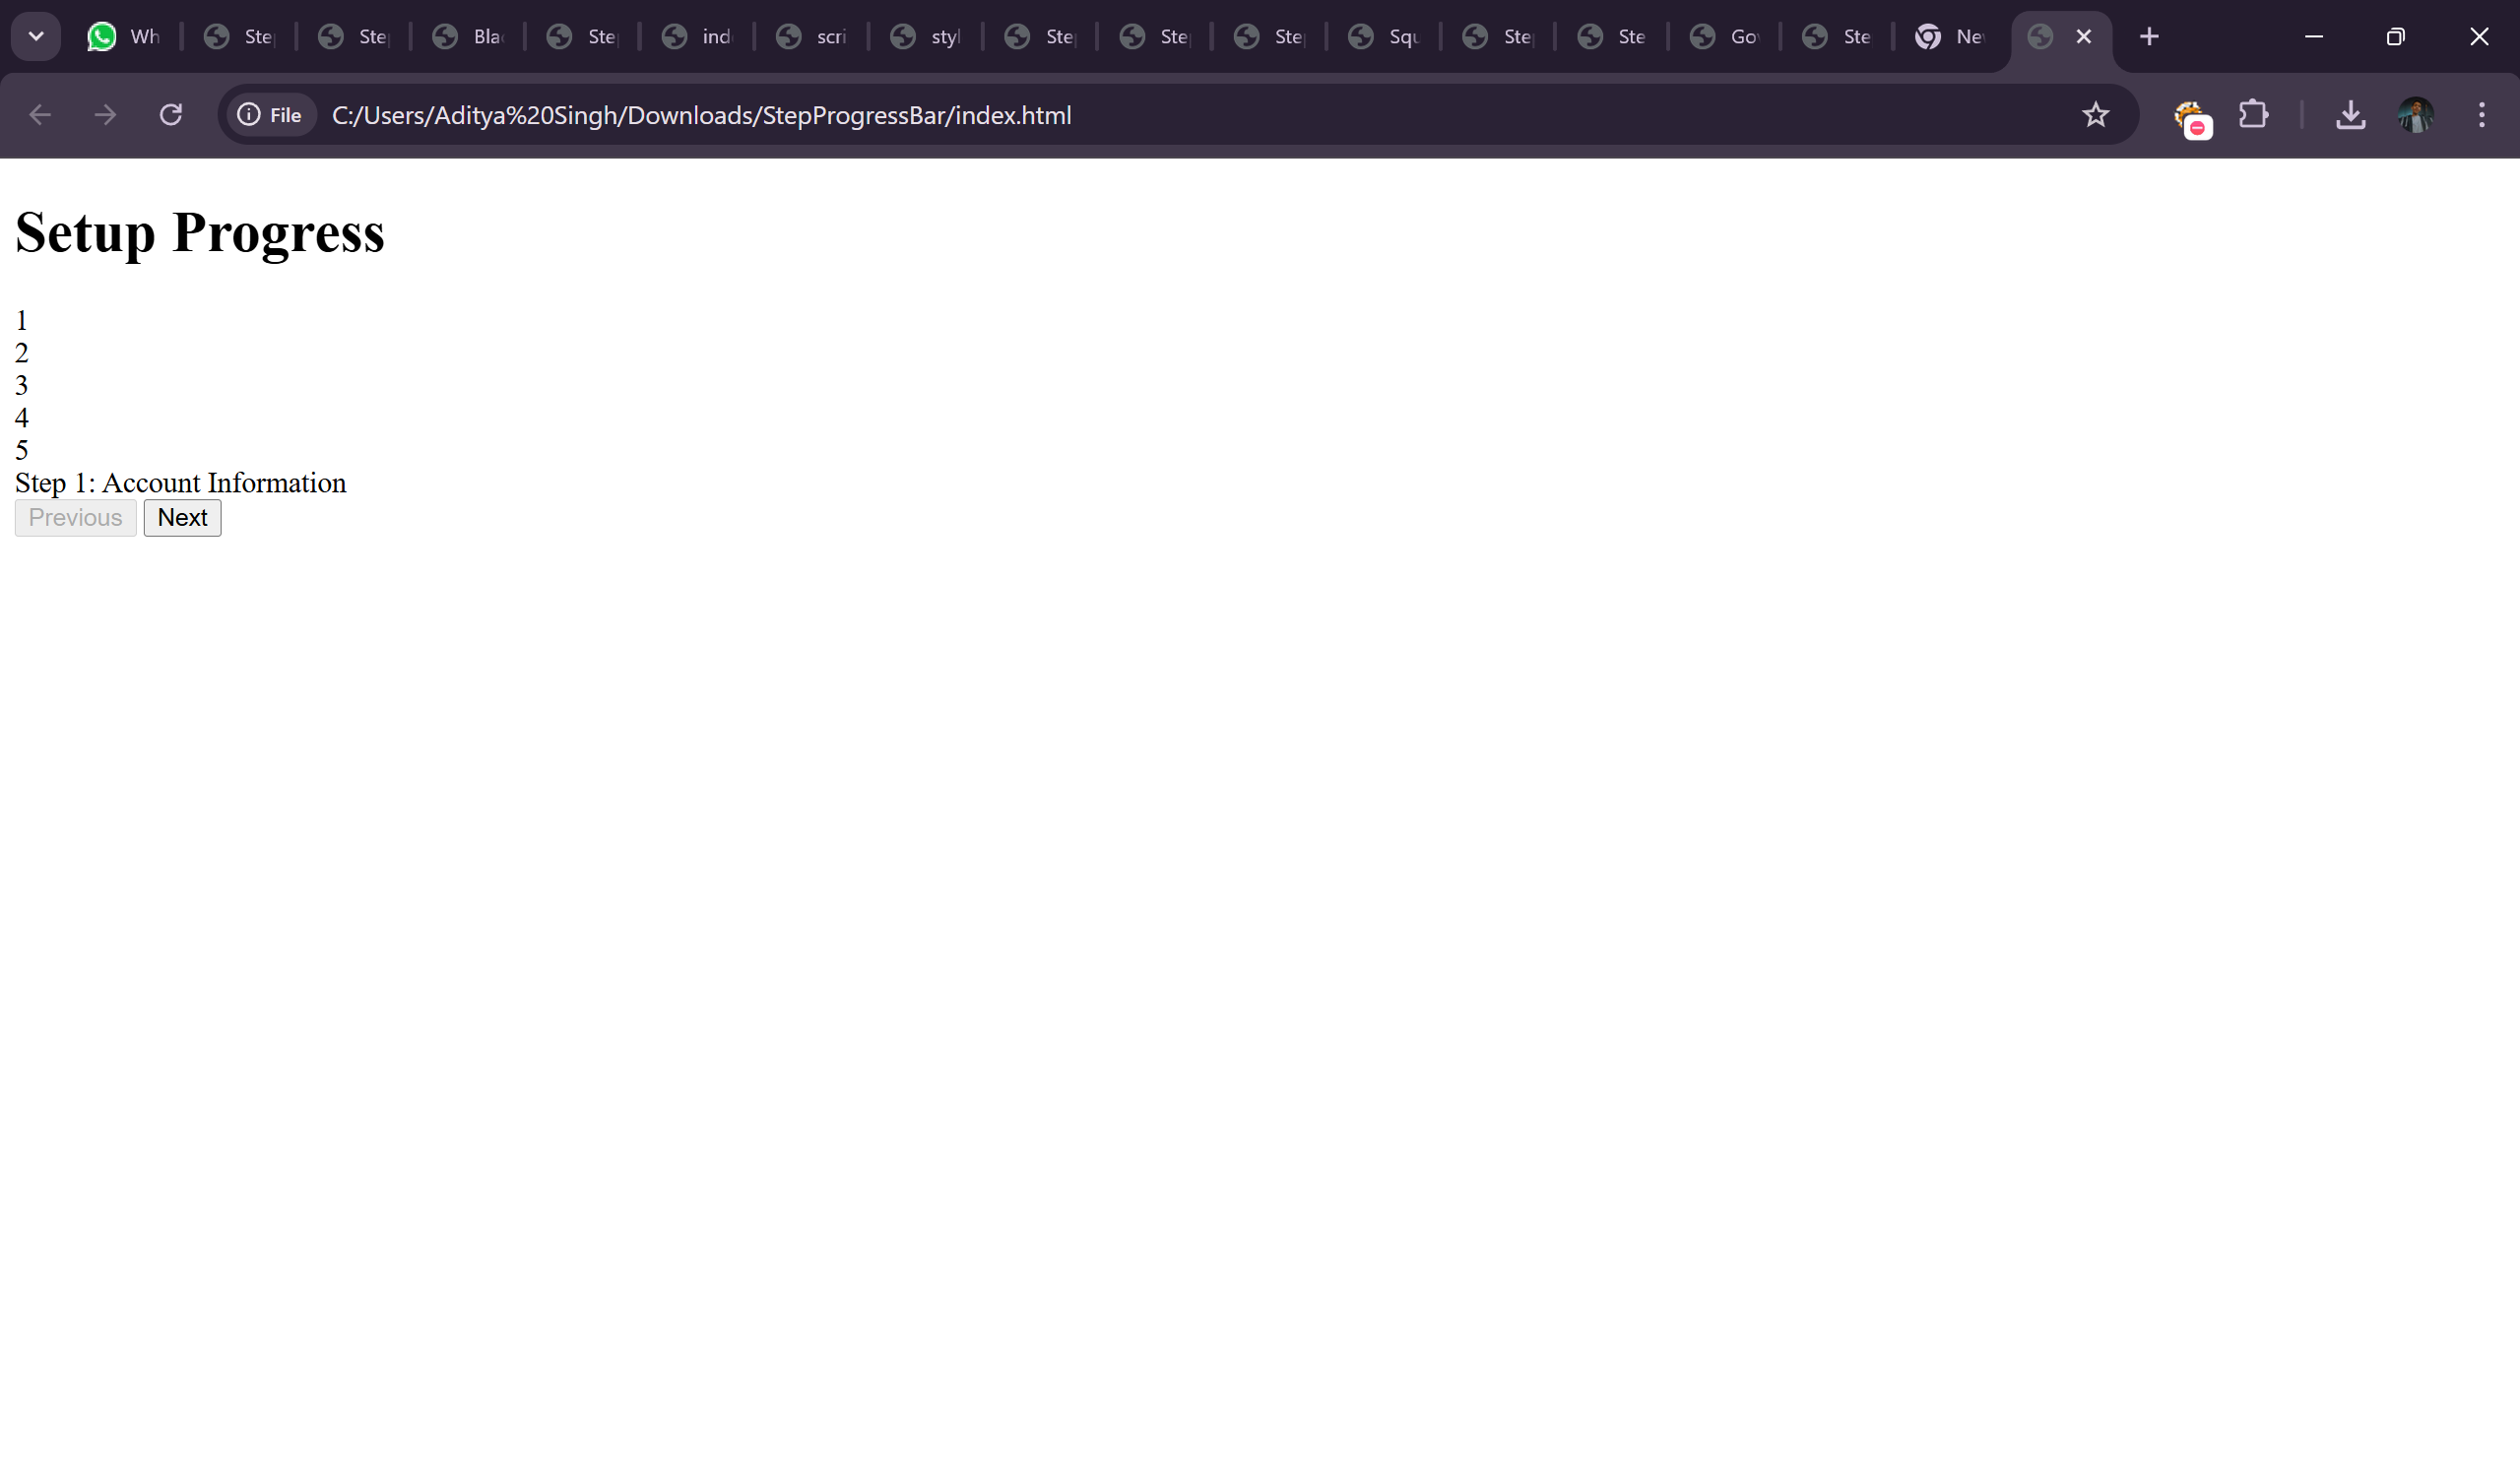 Wh
Ste
Ste
Bla
Ste
ind
scri
styl
Ste
Ste
Ste
Squ
Ste
Ste
Go
Ste
Ne
File C:/Users/Aditya%20Singh/Downloads/StepProgressBar/index.html
Setup Progress
1
2
3
4
5
Step 1: Account Information
Previous Next